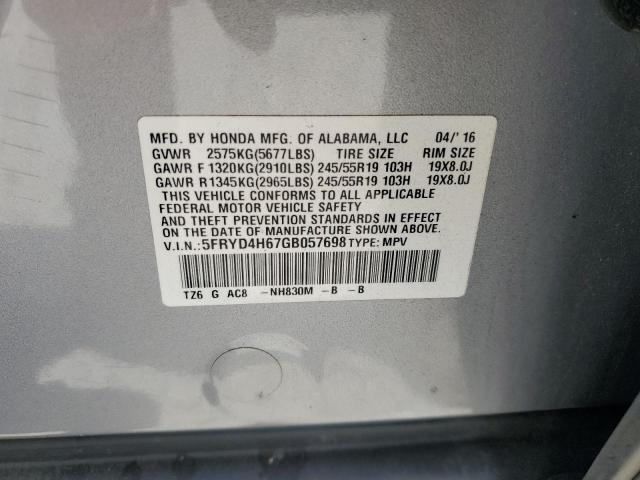 MFD. BY HONDA MFG. OF ALABAMA, LLC 04/'16
GVWR 2575KG(5677LBS) TIRE SIZE RIM SIZE
GAWR F 1320KG(2910LBS) 245/55R19 103H 19X8.0J
GAWR R1345KG(2965LBS) 245/55R19 103H 19X8.0J
THIS VEHICLE CONFORMS TO ALL APPLICABLE
FEDERAL MOTOR VEHICLE SAFETY
AND THEFT PREVENTION STANDARDS IN EFFECT
ON THE DATE OF MANUFACTURE SHOWN ABOVE.
V.I.N.:5FRYD4H67GB057698 TYPE: MPV
TZ6 G AC8 -NH830M -B -B